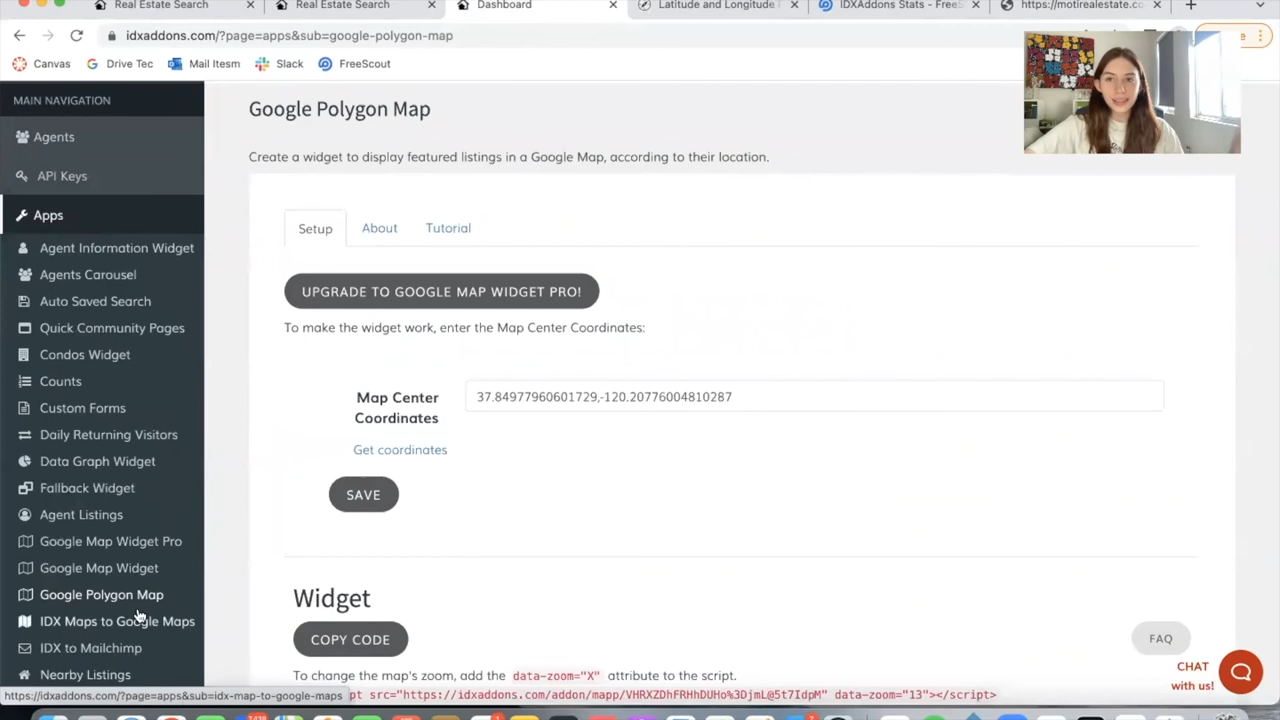 Real Estate Search
Real Estate Search
Dashboard
Latitude and Longitude
IDXAddons Stats - FreeS
https://motirealestate.co
idxaddons.com/?page=apps&sub=google-polygon-map
Canvas
Drive Tec
Mail Itesm
Slack
FreeScout
MAIN NAVIGATION
Agents
API Keys
Apps
Agent Information Widget
Agents Carousel
Auto Saved Search
Quick Community Pages
Condos Widget
Counts
Custom Forms
Daily Returning Visitors
Data Graph Widget
Fallback Widget
Agent Listings
Google Map Widget Pro
Google Map Widget
Google Polygon Map
IDX Maps to Google Maps
IDX to Mailchimp
Nearby Listings
https://idxaddons.com/?page=apps&sub=idx-map-to-google-maps
Google Polygon Map
Create a widget to display featured listings in a Google Map, according to their location.
Setup
About
Tutorial
UPGRADE TO GOOGLE MAP WIDGET PRO!
To make the widget work, enter the Map Center Coordinates:
Map Center
Coordinates
37.84977960601729,-120.20776004810287
Get coordinates
SAVE
Widget
COPY CODE
FAQ
To change the map's zoom, add the data-zoom="X" attribute to the script.
pt src="https://idxaddons.com/addon/mapp/VHRXZDhFRHhDUHo%3DjmL@5t7IdpM" data-zoom="13"></script>
CHAT
with us!